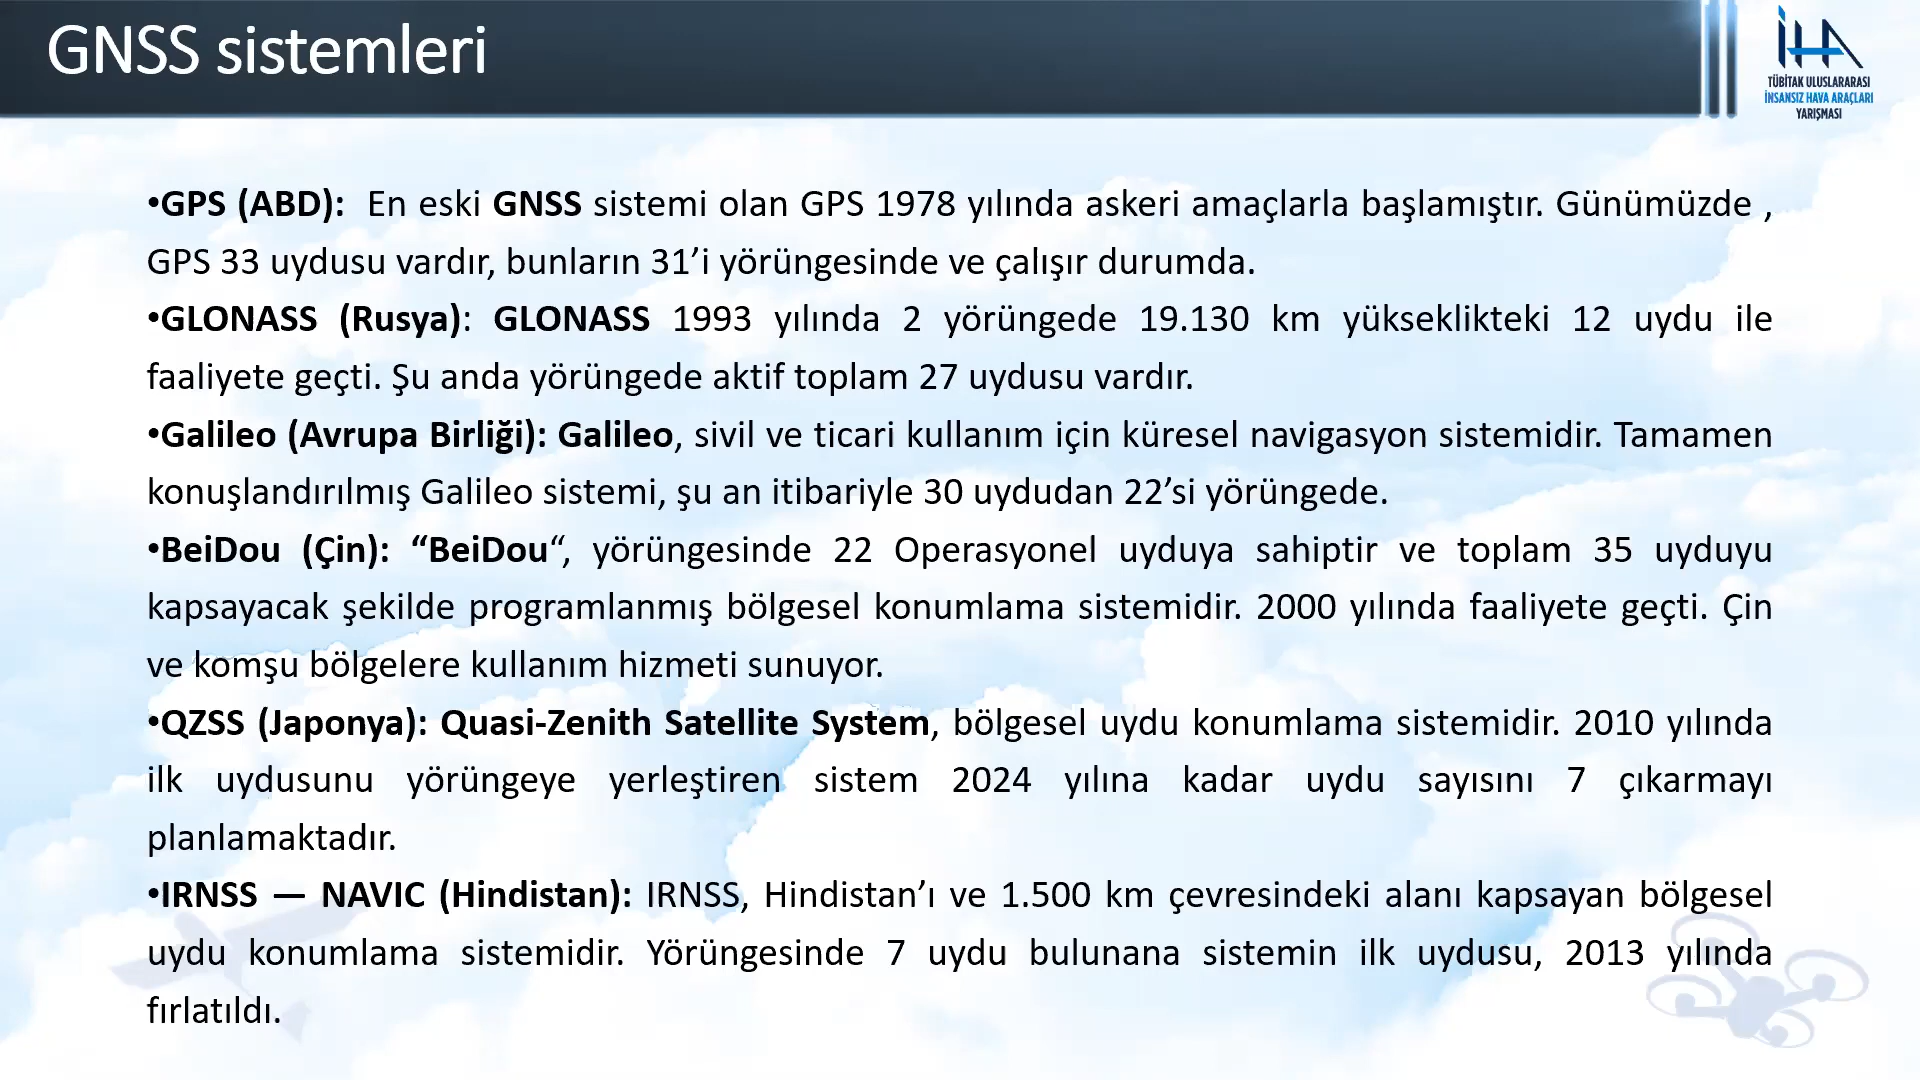 GNSS sistemleri
İHA
TÜBİTAK ULUSLARARASI
İNSANSIZ HAVA ARAÇLARI
YARIŞMASI
•GPS (ABD):  En eski GNSS sistemi olan GPS 1978 yılında askeri amaçlarla başlamıştır. Günümüzde ,
GPS 33 uydusu vardır, bunların 31’i yörüngesinde ve çalışır durumda.
•GLONASS (Rusya): GLONASS 1993 yılında 2 yörüngede 19.130 km yükseklikteki 12 uydu ile
faaliyete geçti. Şu anda yörüngede aktif toplam 27 uydusu vardır.
•Galileo (Avrupa Birliği): Galileo, sivil ve ticari kullanım için küresel navigasyon sistemidir. Tamamen
konuşlandırılmış Galileo sistemi, şu an itibariyle 30 uydudan 22’si yörüngede.
•BeiDou (Çin): “BeiDou“, yörüngesinde 22 Operasyonel uyduya sahiptir ve toplam 35 uyduyu
kapsayacak şekilde programlanmış bölgesel konumlama sistemidir. 2000 yılında faaliyete geçti. Çin
ve komşu bölgelere kullanım hizmeti sunuyor.
•QZSS (Japonya): Quasi-Zenith Satellite System, bölgesel uydu konumlama sistemidir. 2010 yılında
ilk uydusunu yörüngeye yerleştiren sistem 2024 yılına kadar uydu sayısını 7 çıkarmayı
planlamaktadır.
•IRNSS — NAVIC (Hindistan): IRNSS, Hindistan’ı ve 1.500 km çevresindeki alanı kapsayan bölgesel
uydu konumlama sistemidir. Yörüngesinde 7 uydu bulunana sistemin ilk uydusu, 2013 yılında
fırlatıldı.